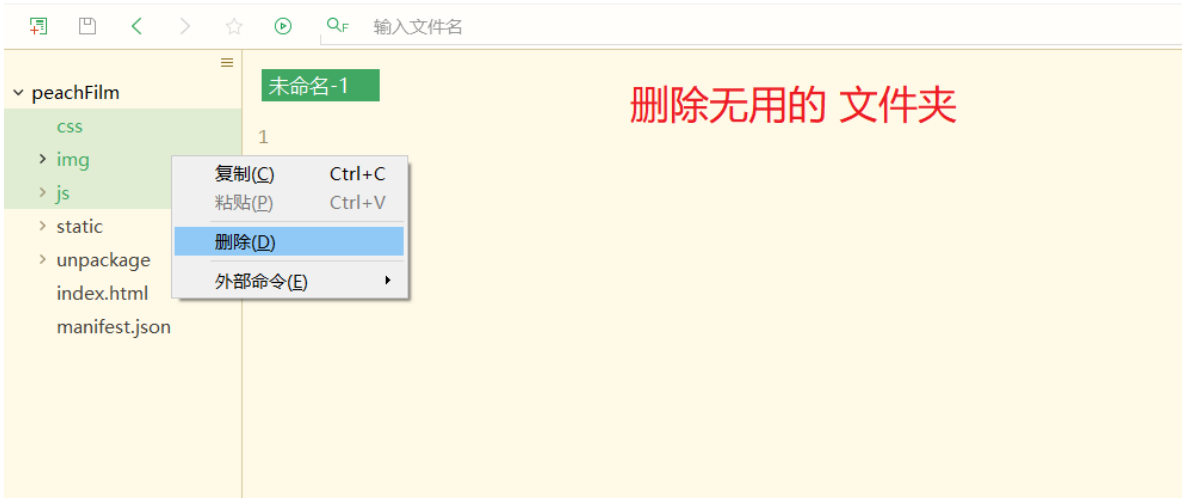 输入文件名
peachFilm
css
img
js
static
unpackage
index.html
manifest.json
未命名-1
删除无用的 文件夹
1
复制(C) Ctrl+C
粘贴(P) Ctrl+V
删除(D)
外部命令(E)